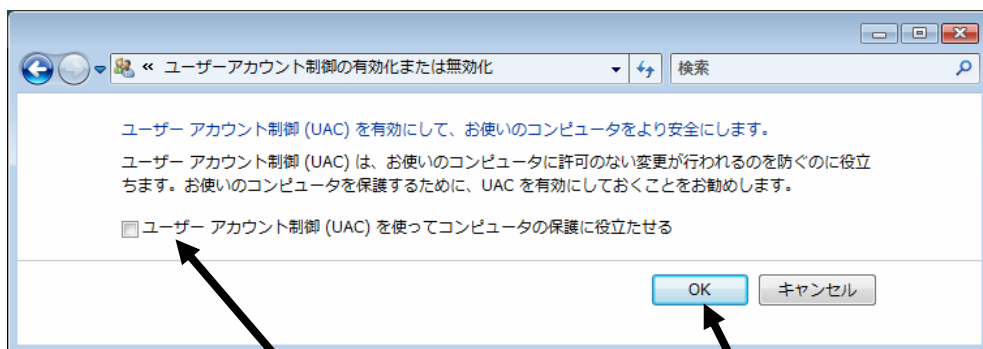 « ユーザーアカウント制御の有効化または無効化
検索
ユーザー アカウント制御 (UAC) を有効にして、お使いのコンピュータをより安全にします。
ユーザー アカウント制御 (UAC) は、お使いのコンピュータに許可のない変更が行われるのを防ぐのに役立
ちます。お使いのコンピュータを保護するために、UAC を有効にしておくことをお勧めします。
ユーザー アカウント制御 (UAC) を使ってコンピュータの保護に役立たせる
OK
キャンセル